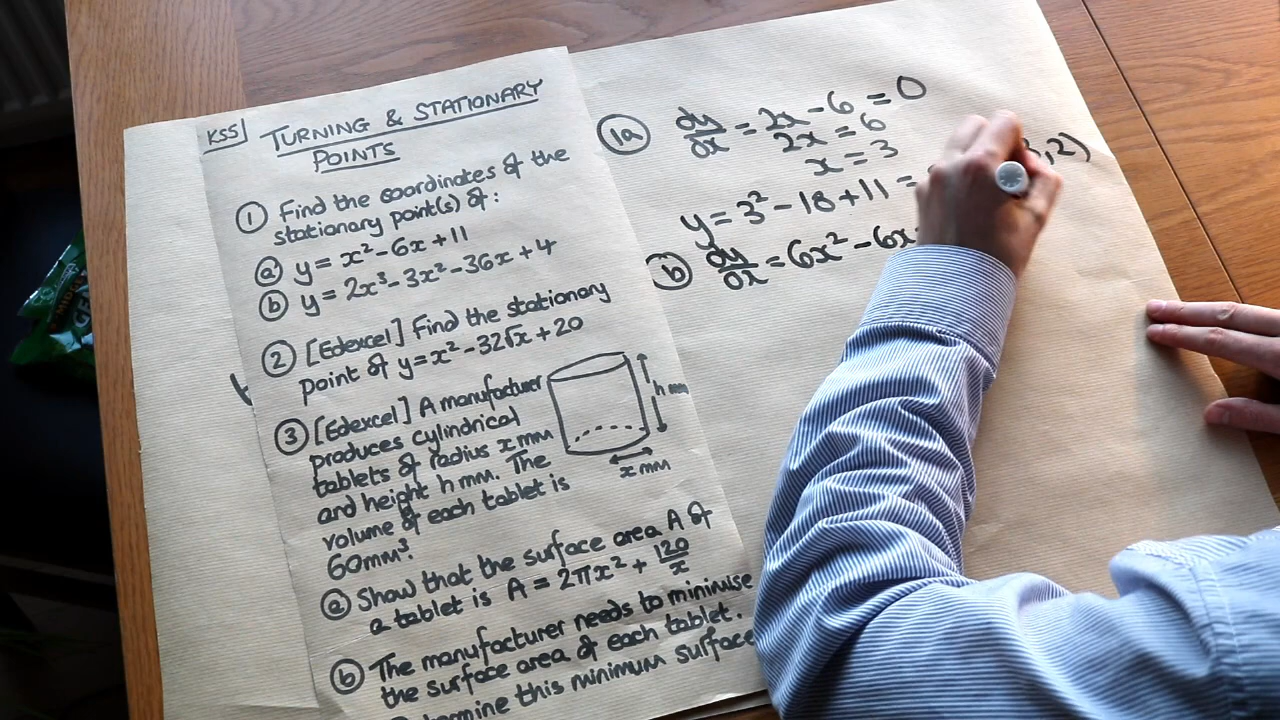 KS5
TURNING & STATIONARY
POINTS
① Find the coordinates of the
stationary point(s) of:
ⓐ y = x² - 6x + 11
ⓑ y = 2x³ - 3x² - 36x + 4
② [Edexcel] Find the stationary
point of y = x² - 32√x + 20
③ [Edexcel] A manufacturer
produces cylindrical
tablets of radius x mm
and height h mm. The
volume of each tablet is
60mm³.
h mm
x mm
ⓐ Show that the surface area A of
a tablet is A = 2πx² + 120/x
ⓑ The manufacturer needs to minimise
the surface area of each tablet.
this minimum surface
1a dy/dx = 2x - 6 = 0
2x = 6
x = 3
y = 3² - 18 + 11 =
,2)
ⓑ dy/dx = 6x² - 6x